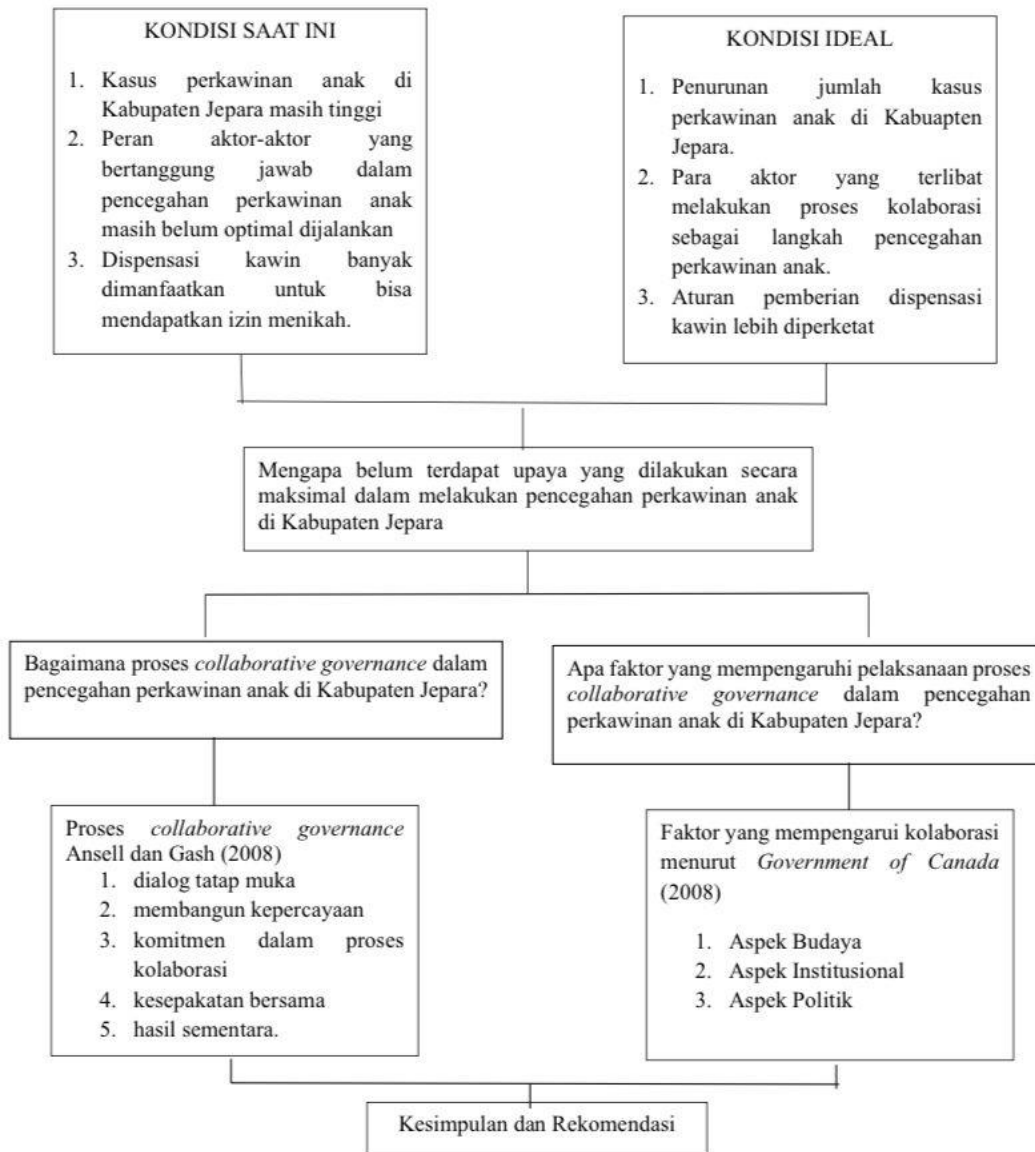 KONDISI SAAT INI
1. Kasus perkawinan anak di
Kabupaten Jepara masih tinggi
2. Peran aktor-aktor yang
bertanggung jawab dalam
pencegahan perkawinan anak
masih belum optimal dijalankan
3. Dispensasi kawin banyak
dimanfaatkan untuk bisa
mendapatkan izin menikah.
KONDISI IDEAL
1. Penurunan jumlah kasus
perkawinan anak di Kabuapten
Jepara.
2. Para aktor yang terlibat
melakukan proses kolaborasi
sebagai langkah pencegahan
perkawinan anak.
3. Aturan pemberian dispensasi
kawin lebih diperketat
Mengapa belum terdapat upaya yang dilakukan secara
maksimal dalam melakukan pencegahan perkawinan anak
di Kabupaten Jepara
Bagaimana proses collaborative governance dalam
pencegahan perkawinan anak di Kabupaten Jepara?
Apa faktor yang mempengaruhi pelaksanaan proses
collaborative governance dalam pencegahan
perkawinan anak di Kabupaten Jepara?
Proses collaborative governance
Ansell dan Gash (2008)
1. dialog tatap muka
2. membangun kepercayaan
3. komitmen dalam proses
kolaborasi
4. kesepakatan bersama
5. hasil sementara.
Faktor yang mempengarui kolaborasi
menurut Government of Canada
(2008)
1. Aspek Budaya
2. Aspek Institusional
3. Aspek Politik
Kesimpulan dan Rekomendasi